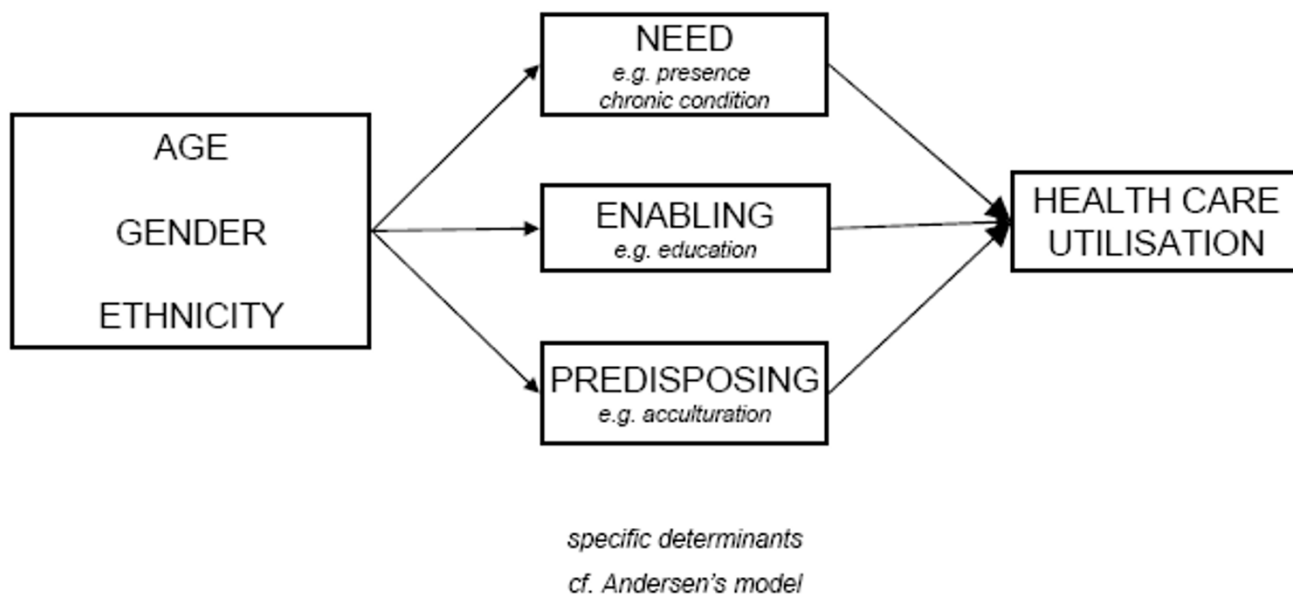 AGE
GENDER
ETHNICITY
NEED
e.g. presence
chronic condition
ENABLING
e.g. education
PREDISPOSING
e.g. acculturation
HEALTH CARE
UTILISATION
specific determinants
cf. Andersen's model